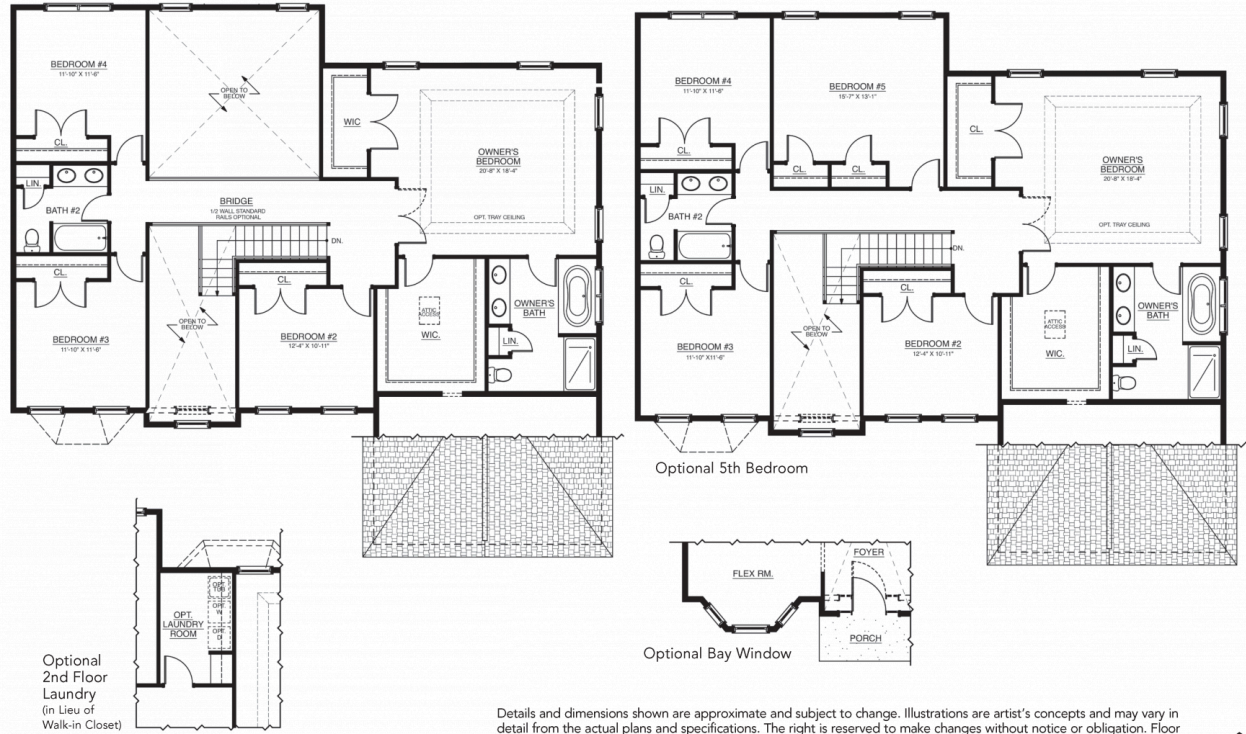 BEDROOM #4
11'-10" X 11'-6"
CL.
OPEN TO
BELOW
WIC
OWNER'S
BEDROOM
20'-8" X 18'-4"
OPT. TRAY CEILING
LIN.
BATH #2
BRIDGE
1/2 WALL STANDARD
RAILS OPTIONAL
DN.
CL.
BEDROOM #3
11'-10" X 11'-6"
OPEN TO
BELOW
CL.
BEDROOM #2
12'-4" X 10'-11"
ATTIC
ACCESS
WIC.
OWNER'S
BATH
LIN.
BEDROOM #4
11'-10" X 11'-6"
CL.
BEDROOM #5
15'-7" X 13'-1"
CL.
CL.
CL.
OWNER'S
BEDROOM
20'-8" X 18'-4"
OPT. TRAY CEILING
LIN.
BATH #2
DN.
CL.
BEDROOM #3
11'-10" X11'-6"
OPEN TO
BELOW
CL.
BEDROOM #2
12'-4" X 10'-11"
ATTIC
ACCESS
WIC.
OWNER'S
BATH
LIN.
Optional 5th Bedroom
OPT.
LAUNDRY
ROOM
OPT.
TUB
OPT.
W
OPT.
D
Optional
2nd Floor
Laundry
(in Lieu of
Walk-in Closet)
FLEX RM.
FOYER
PORCH
Optional Bay Window
Details and dimensions shown are approximate and subject to change. Illustrations are artist's concepts and may vary in
detail from the actual plans and specifications. The right is reserved to make changes without notice or obligation. Floor